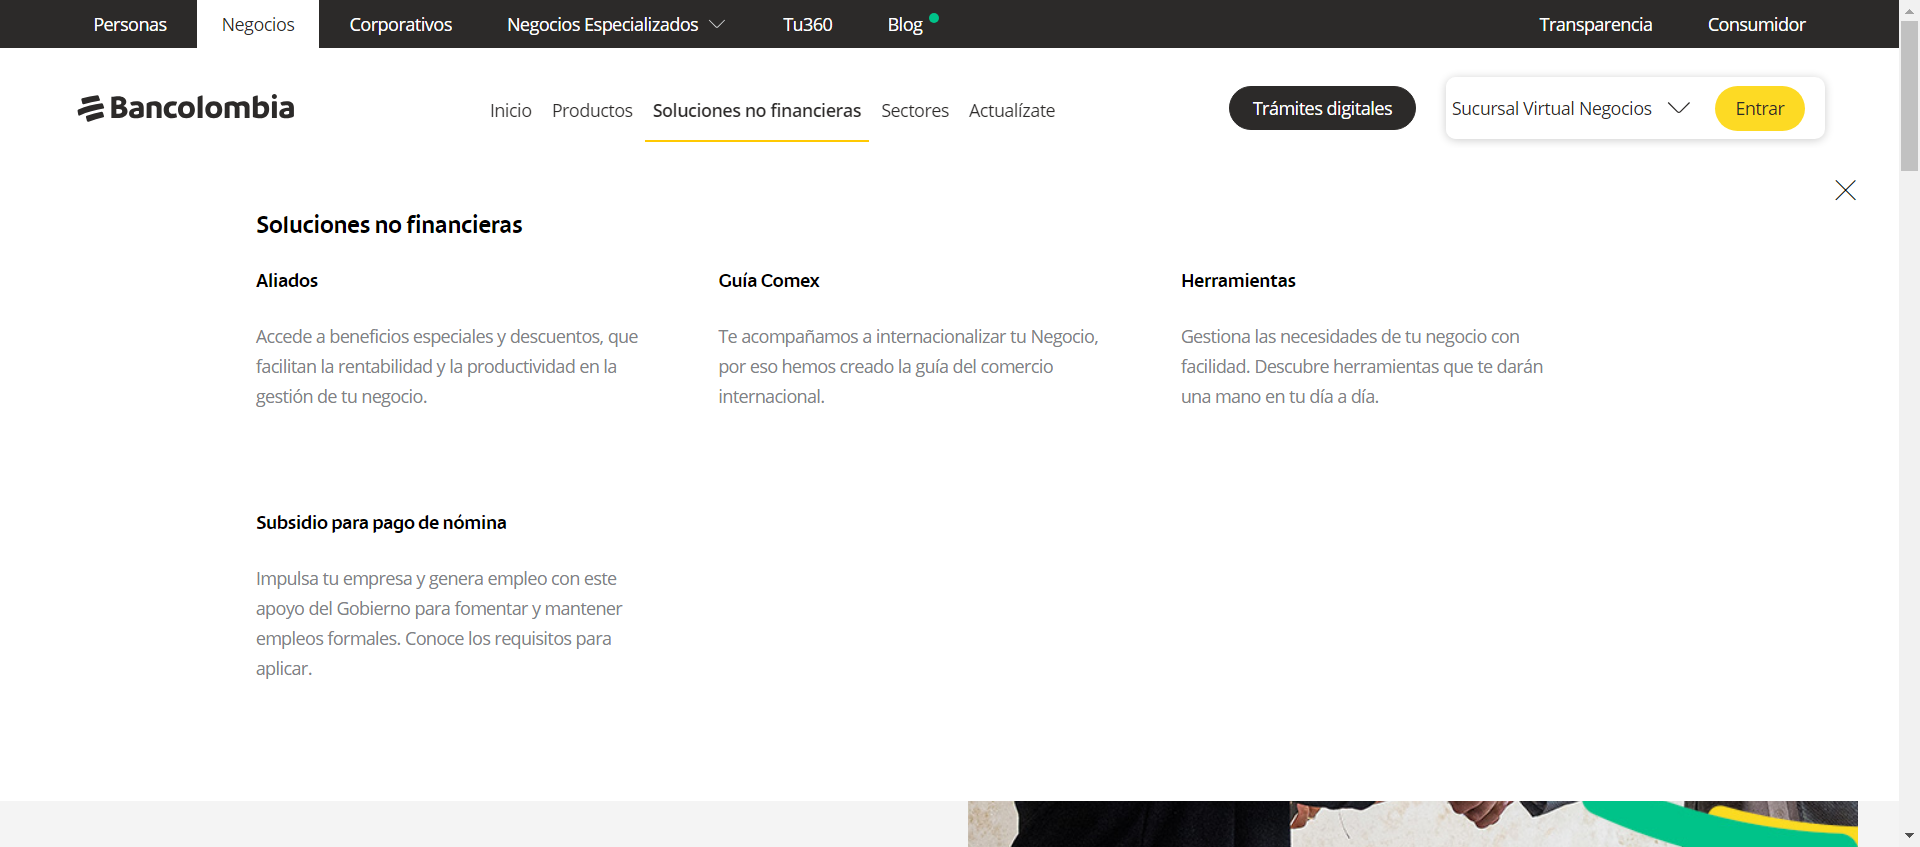 Personas
Negocios
Corporativos
Negocios Especializados
Tu360
Blog
Transparencia
Consumidor
Bancolombia
Inicio
Productos
Soluciones no financieras
Sectores
Actualízate
Trámites digitales
Sucursal Virtual Negocios
Entrar
Soluciones no financieras
Aliados
Accede a beneficios especiales y descuentos, que
facilitan la rentabilidad y la productividad en la
gestión de tu negocio.
Guía Comex
Te acompañamos a internacionalizar tu Negocio,
por eso hemos creado la guía del comercio
internacional.
Herramientas
Gestiona las necesidades de tu negocio con
facilidad. Descubre herramientas que te darán
una mano en tu día a día.
Subsidio para pago de nómina
Impulsa tu empresa y genera empleo con este
apoyo del Gobierno para fomentar y mantener
empleos formales. Conoce los requisitos para
aplicar.